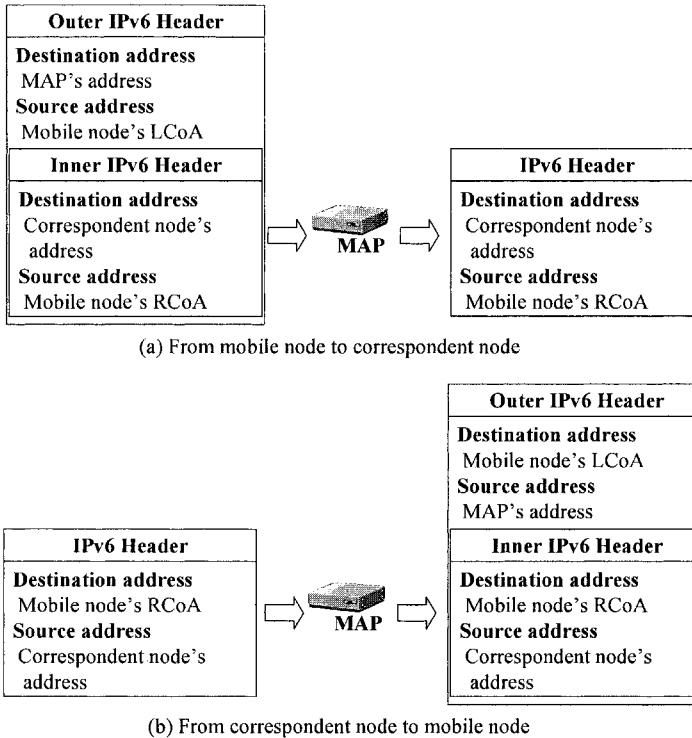 Outer IPv6 Header
Destination address
MAP's address
Source address
Mobile node's LCoA
Inner IPv6 Header
Destination address
Correspondent node's
address
Source address
Mobile node's RCoA
MAP
IPv6 Header
Destination address
Correspondent node's
address
Source address
Mobile node's RCoA
(a) From mobile node to correspondent node
IPv6 Header
Destination address
Mobile node's RCoA
Source address
Correspondent node's
address
MAP
Outer IPv6 Header
Destination address
Mobile node's LCoA
Source address
MAP's address
Inner IPv6 Header
Destination address
Mobile node's RCoA
Source address
Correspondent node's
address
(b) From correspondent node to mobile node